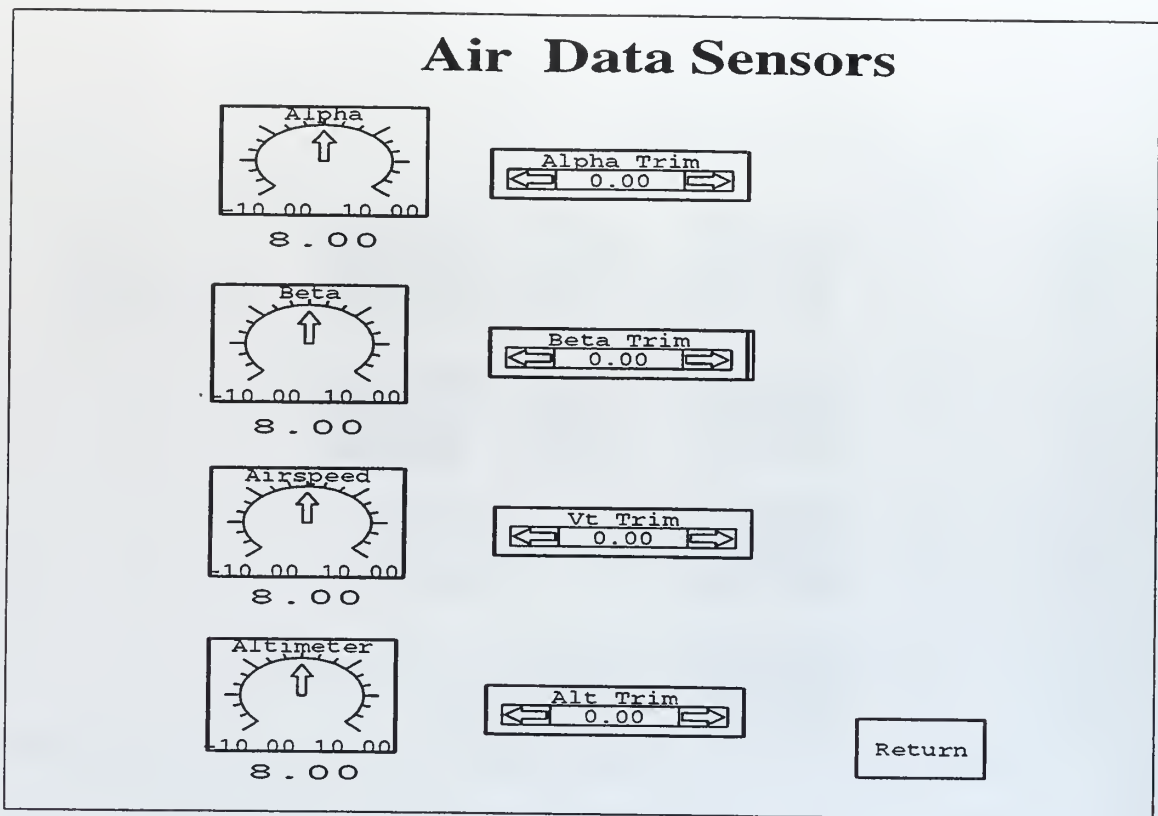 Air Data Sensors
Alpha
-10.00 10.00
8.00
Alpha Trim
0.00
Beta
-10.00 10.00
8.00
Beta Trim
0.00
Airspeed
-10.00 10.00
8.00
Vt Trim
0.00
Altimeter
-10.00 10.00
8.00
Alt Trim
0.00
Return